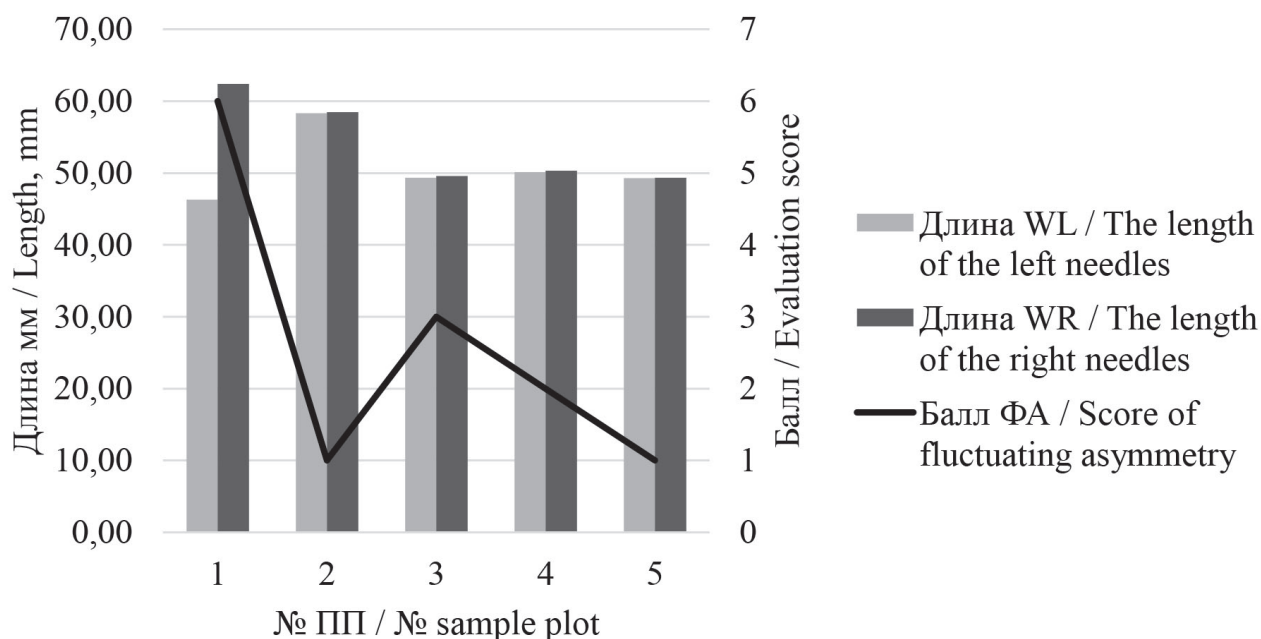 70,00
60,00
50,00
40,00
30,00
20,00
10,00
0,00
Длина мм / Length, mm
7
6
5
4
3
2
1
0
Балл / Evaluation score
1 2 3 4 5
№ ПП / № sample plot
Длина WL / The length
of the left needles
Длина WR / The length
of the right needles
Балл ФА / Score of
fluctuating asymmetry